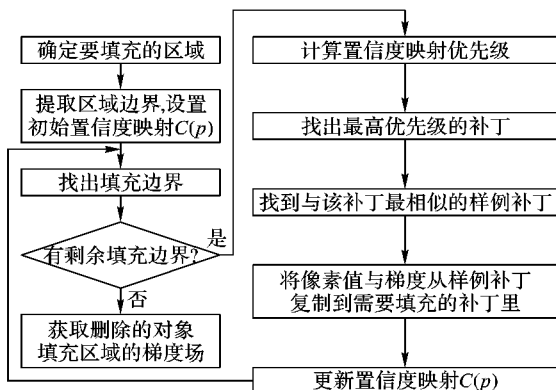 确定要填充的区域
提取区域边界,设置
初始置信度映射C(p)
找出填充边界
有剩余填充边界?
是
否
获取删除的对象
填充区域的梯度场
计算置信度映射优先级
找出最高优先级的补丁
找到与该补丁最相似的样例补丁
将像素值与梯度从样例补丁
复制到需要填充的补丁里
更新置信度映射C(p)